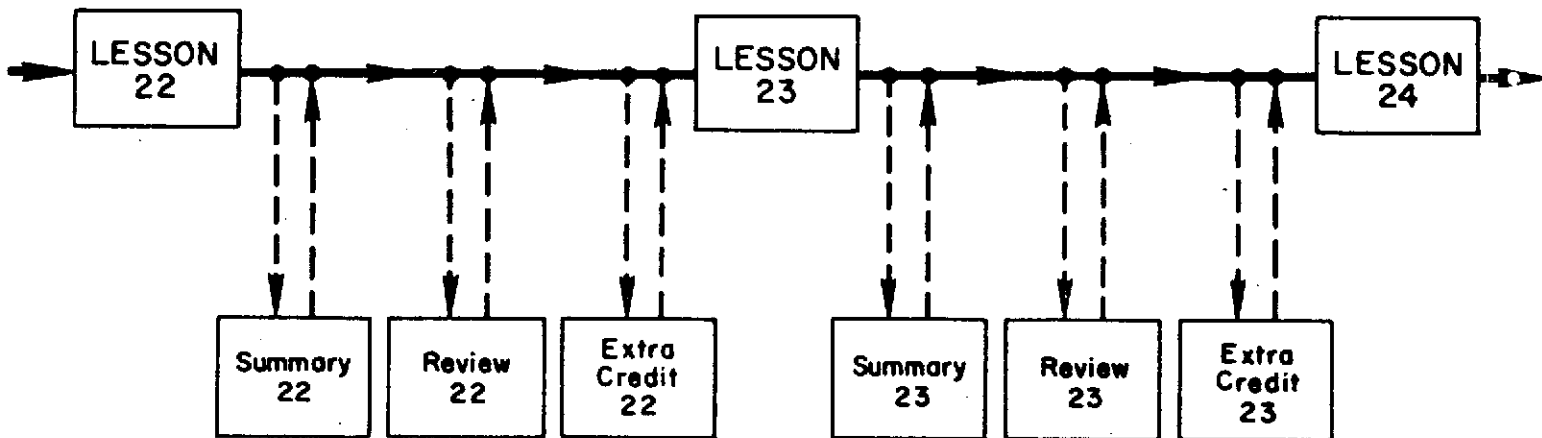 LESSON
22
LESSON
23
LESSON
24
Summary
22
Review
22
Extra
Credit
22
Summary
23
Review
23
Extra
Credit
23